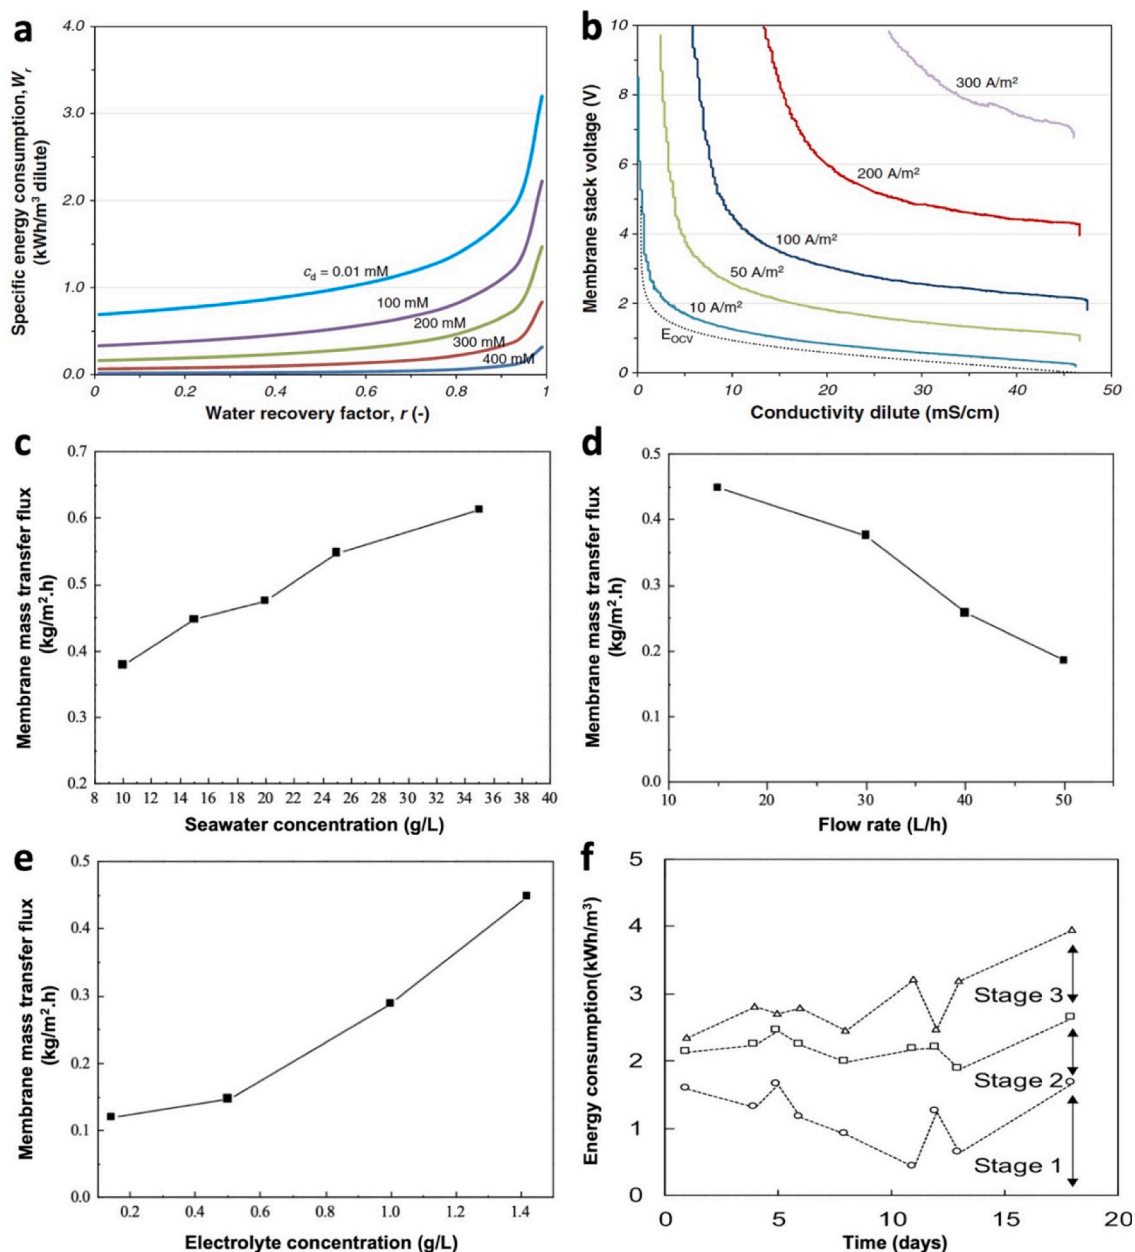 a
Specific energy consumption, Wr
(kWh/m³ dilute)
4.0
3.0
2.0
1.0
0.0
cd = 0.01 mM
100 mM
200 mM
300 mM
400 mM
0 0.2 0.4 0.6 0.8 1
Water recovery factor, r (-)
b
Membrane stack voltage (V)
10
8
6
4
2
0
300 A/m²
200 A/m²
100 A/m²
50 A/m²
10 A/m²
EOCV
0 10 20 30 40 50
Conductivity dilute (mS/cm)
c
Membrane mass transfer flux
(kg/m².h)
0.7
0.6
0.5
0.4
0.3
0.2
8 10 12 14 16 18 20 22 24 26 28 30 32 34 36 38 40
Seawater concentration (g/L)
d
Membrane mass transfer flux
(kg/m².h)
0.5
0.4
0.3
0.2
0.1
0.0
10 20 30 40 50
Flow rate (L/h)
e
Membrane mass transfer flux
(kg/m².h)
0.5
0.4
0.3
0.2
0.1
0.0
0.2 0.4 0.6 0.8 1.0 1.2 1.4
Electrolyte concentration (g/L)
f
Energy consumption(kWh/m³)
5
4
3
2
1
0
Stage 3
Stage 2
Stage 1
0 5 10 15 20
Time (days)